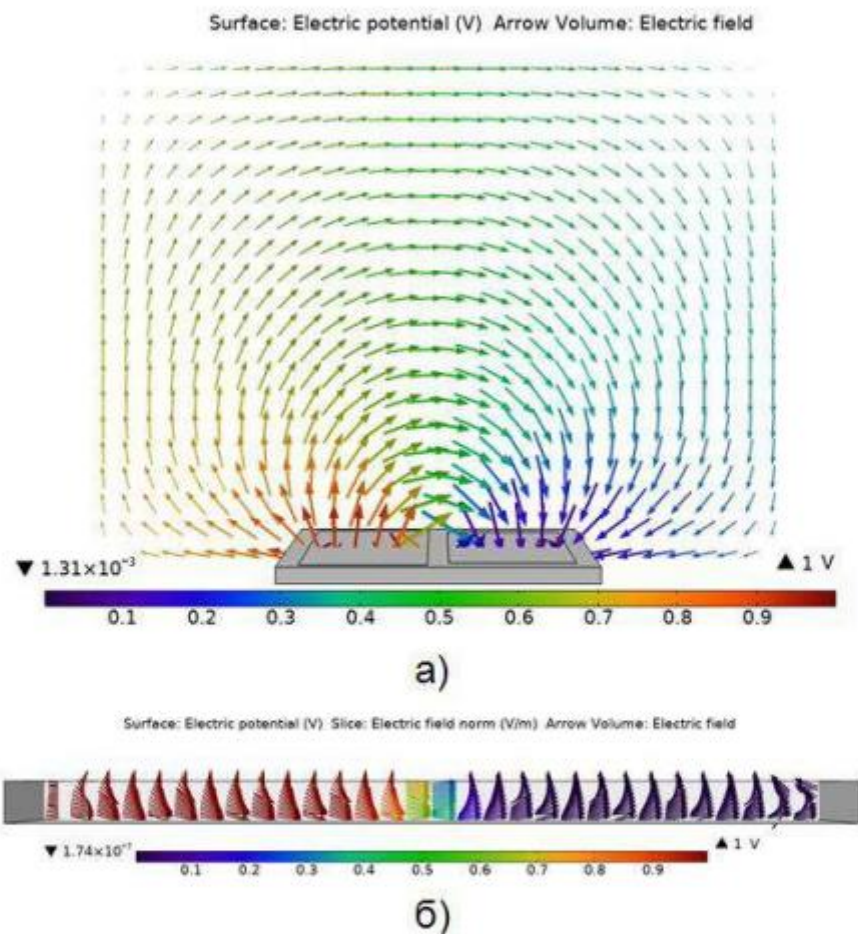 Surface: Electric potential (V) Arrow Volume: Electric field
▼ 1.31×10⁻³ ▲ 1 V
0.1 0.2 0.3 0.4 0.5 0.6 0.7 0.8 0.9
а)
Surface: Electric potential (V) Slice: Electric field norm (V/m) Arrow Volume: Electric field
▼ 1.74×10⁻⁷ ▲ 1 V
0.1 0.2 0.3 0.4 0.5 0.6 0.7 0.8 0.9
б)